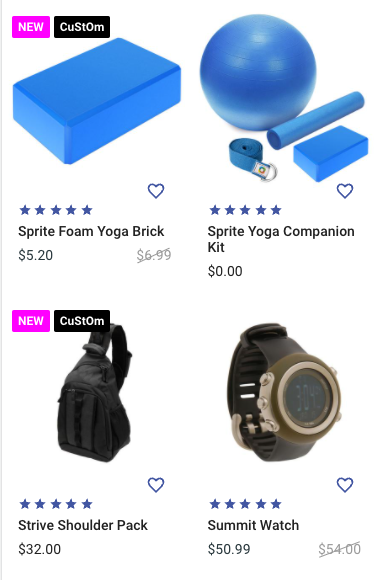 NEW CuStOm
Sprite Foam Yoga Brick
$5.20 $6.99
Sprite Yoga Companion
Kit
$0.00
NEW CuStOm
Strive Shoulder Pack
$32.00
Summit Watch
$50.99 $54.00